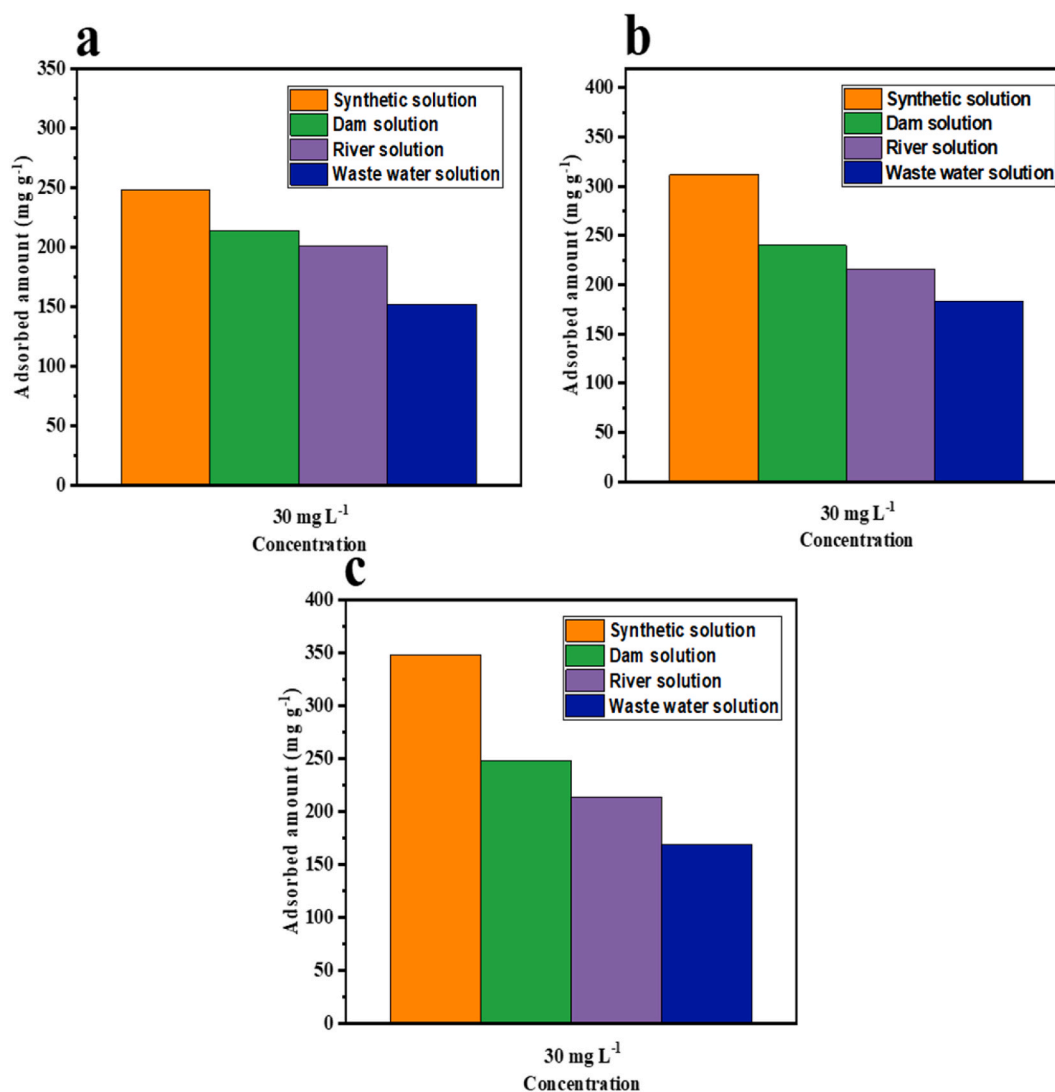 a
350
300
250
200
150
100
50
0
Adsorbed amount (mg g-1)
Synthetic solution
Dam solution
River solution
Waste water solution
30 mg L-1
Concentration
b
400
350
300
250
200
150
100
50
0
Adsorbed amount (mg g-1)
Synthetic solution
Dam solution
River solution
Waste water solution
30 mg L-1
Concentration
c
400
350
300
250
200
150
100
50
0
Adsorbed amount (mg g-1)
Synthetic solution
Dam solution
River solution
Waste water solution
30 mg L-1
Concentration